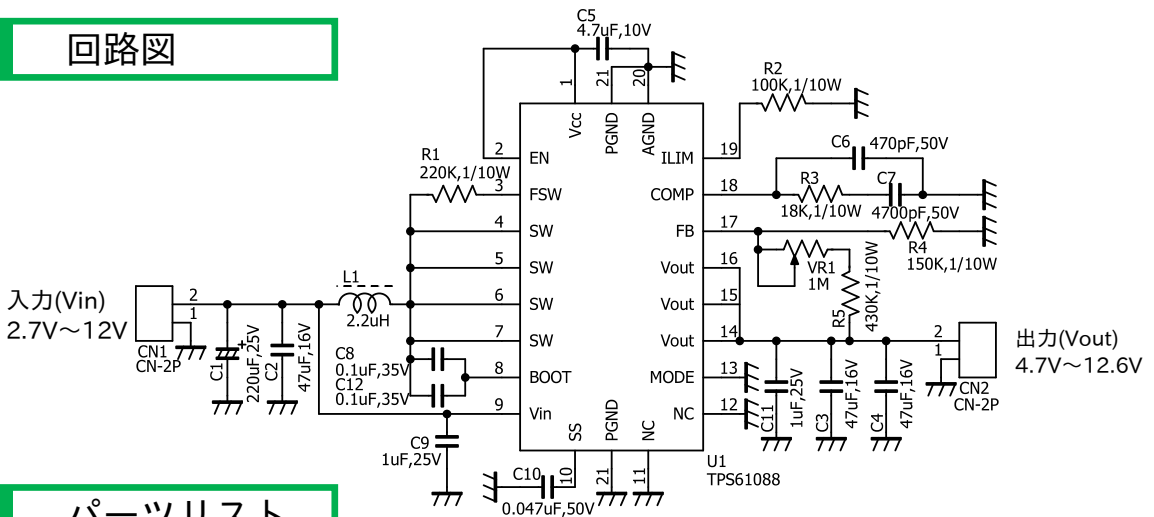 回路図
C5
4.7uF,10V
1
21
20
Vcc
PGND
AGND
R2
100K,1/10W
2
EN
ILIM
19
C6
470pF,50V
R1
220K,1/10W
3
FSW
COMP
18
R3
18K,1/10W
C7
4700pF,50V
4
SW
FB
17
R4
150K,1/10W
5
SW
Vout
16
VR1
1M
R5
430K,1/10W
入力(Vin)
2.7V～12V
2
1
CN1
CN-2P
L1
2.2uH
6
SW
Vout
15
7
SW
Vout
14
2
1
CN2
CN-2P
出力(Vout)
4.7V～12.6V
C1
+
220uF,25V
C2
47uF,16V
C8
0.1uF,35V
C12
0.1uF,35V
8
BOOT
MODE
13
9
Vin
NC
12
C11
1uF,25V
C3
47uF,16V
C4
47uF,16V
C9
1uF,25V
SS
PGND
NC
10
21
11
U1
TPS61088
C10
0.047uF,50V
パーツリスト